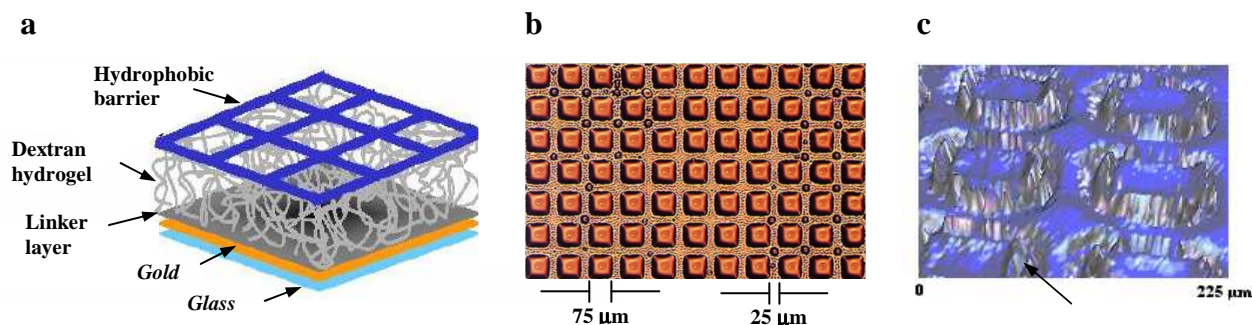 a
Hydrophobic
barrier
Dextran
hydrogel
Linker
layer
Gold
Glass
b
75 µm
25 µm
c
0
225 µm